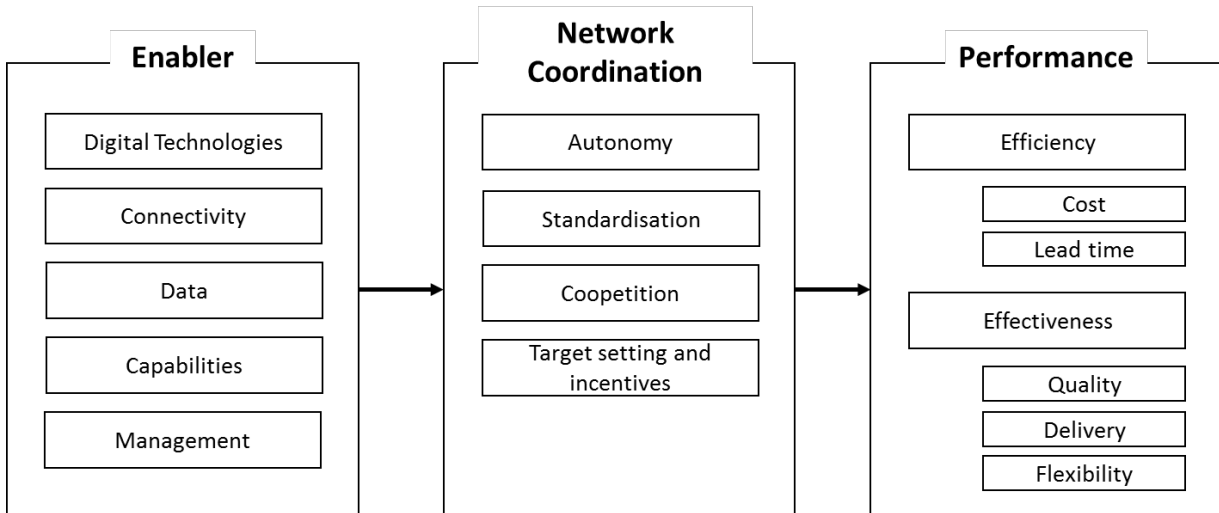 Enabler
Digital Technologies
Connectivity
Data
Capabilities
Management
Network
Coordination
Autonomy
Standardisation
Coopetition
Target setting and
incentives
Performance
Efficiency
Cost
Lead time
Effectiveness
Quality
Delivery
Flexibility